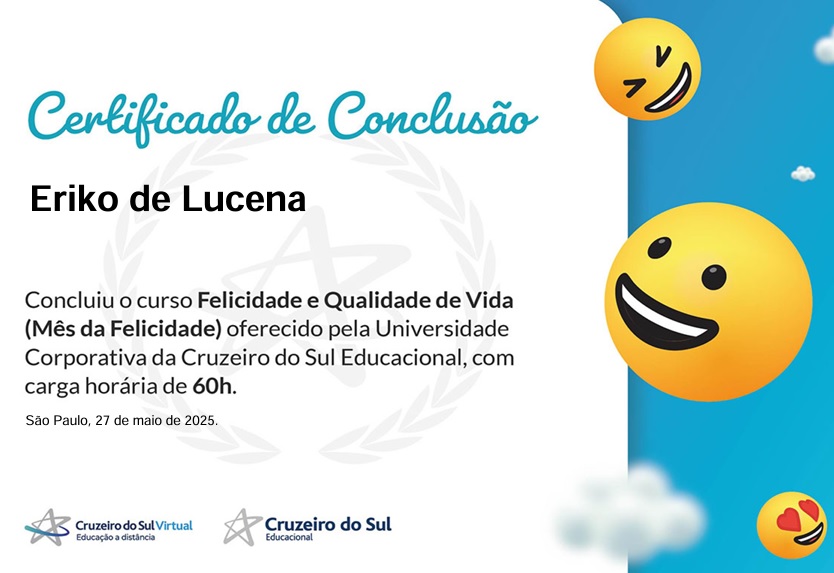 Certificado de Conclusão
Eriko de Lucena
Concluiu o curso Felicidade e Qualidade de Vida
(Mês da Felicidade) oferecido pela Universidade
Corporativa da Cruzeiro do Sul Educacional, com
carga horária de 60h.
São Paulo, 27 de maio de 2025.
Cruzeiro do Sul Virtual
Educação a distância
Cruzeiro do Sul
Educacional